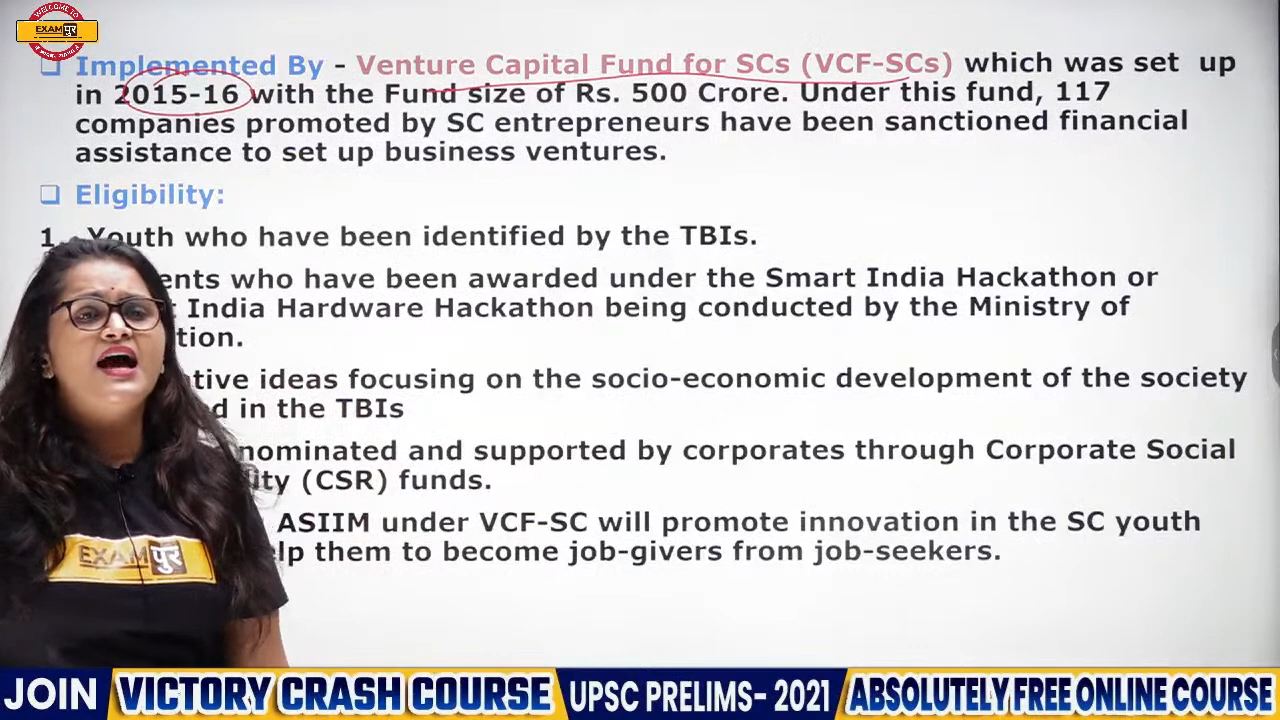 WELCOME TO
EXAMपुर
Implemented By - Venture Capital Fund for SCs (VCF-SCs) which was set up
in 2015-16 with the Fund size of Rs. 500 Crore. Under this fund, 117
companies promoted by SC entrepreneurs have been sanctioned financial
assistance to set up business ventures.
Eligibility:
1. Youth who have been identified by the TBIs.
ents who have been awarded under the Smart India Hackathon or
t India Hardware Hackathon being conducted by the Ministry of
tion.
tive ideas focusing on the socio-economic development of the society
d in the TBIs
nominated and supported by corporates through Corporate Social
ity (CSR) funds.
ASIIM under VCF-SC will promote innovation in the SC youth
elp them to become job-givers from job-seekers.
EXAMपुर
JOIN VICTORY CRASH COURSE UPSC PRELIMS- 2021 ABSOLUTELY FREE ONLINE COURSE